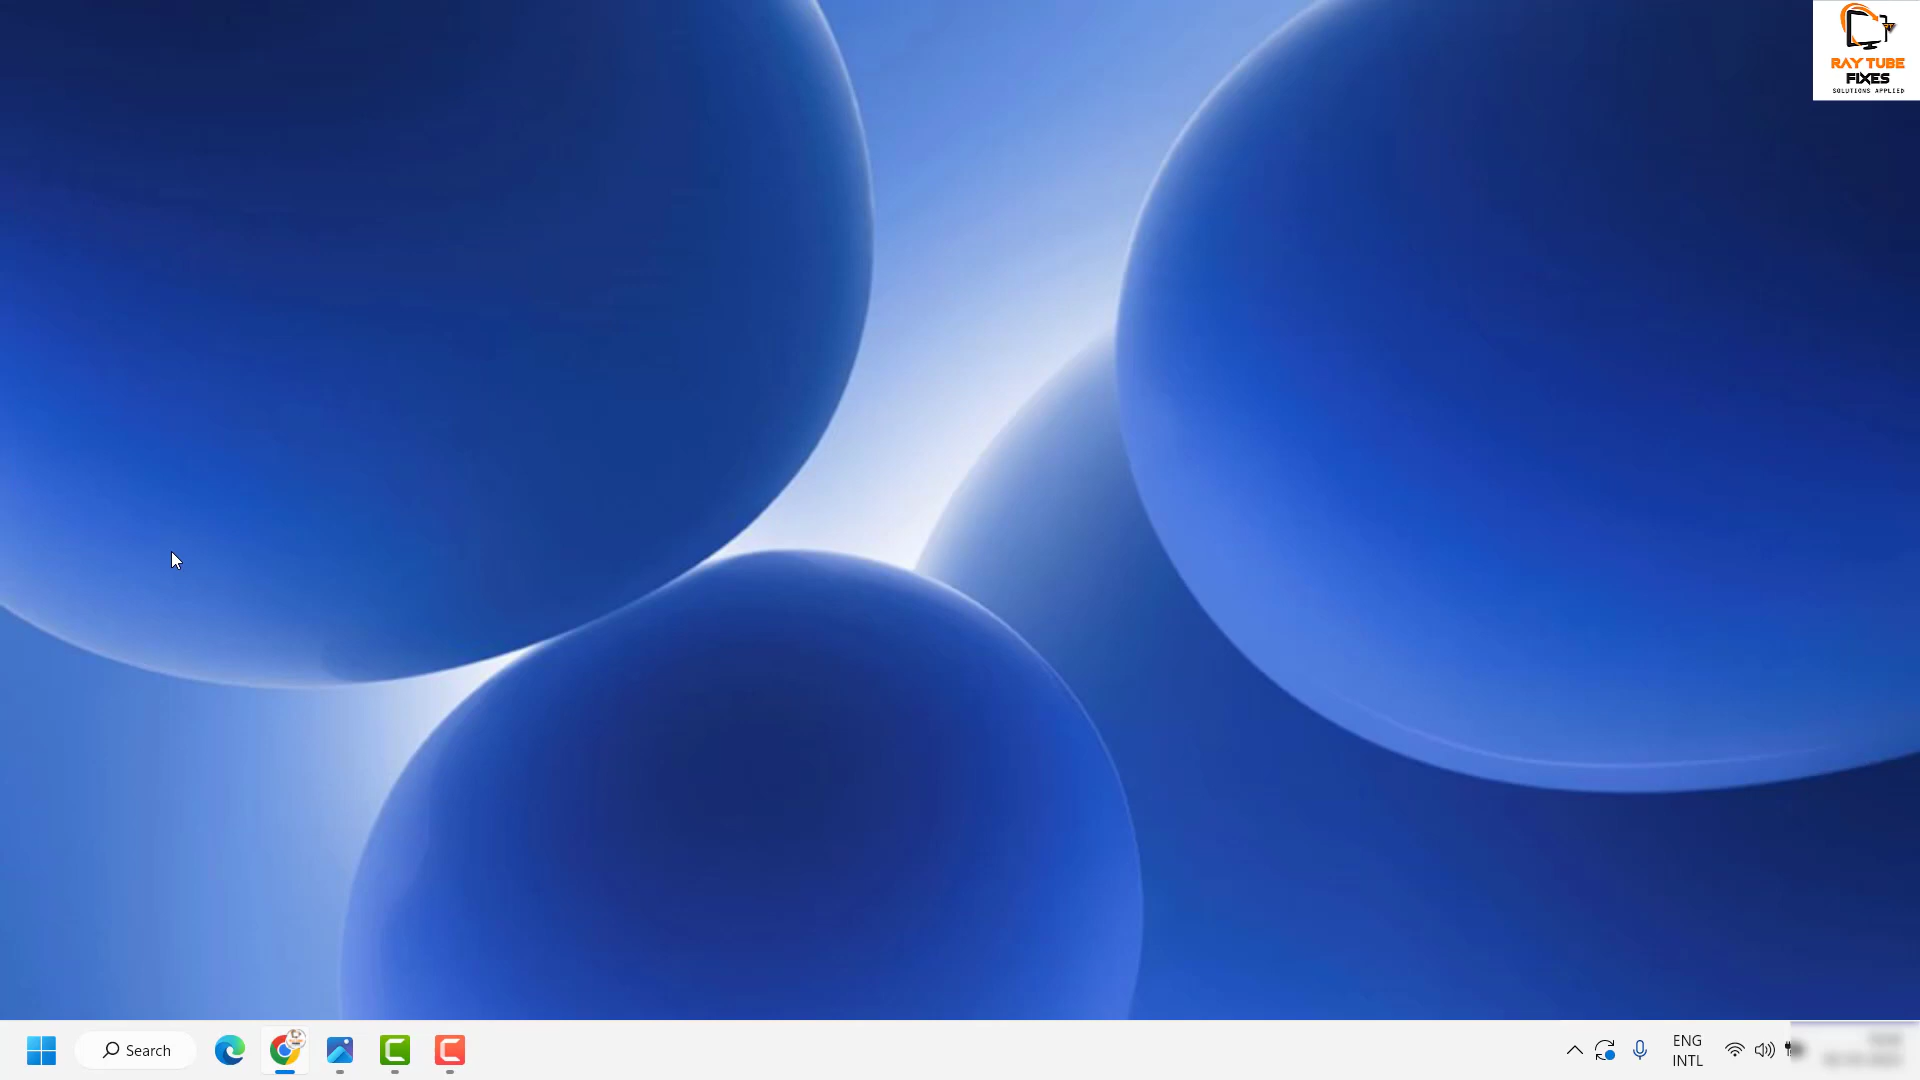 RAY TUBE
FIXES
SOLUTIONS APPLIED
Search
ENG
INTL